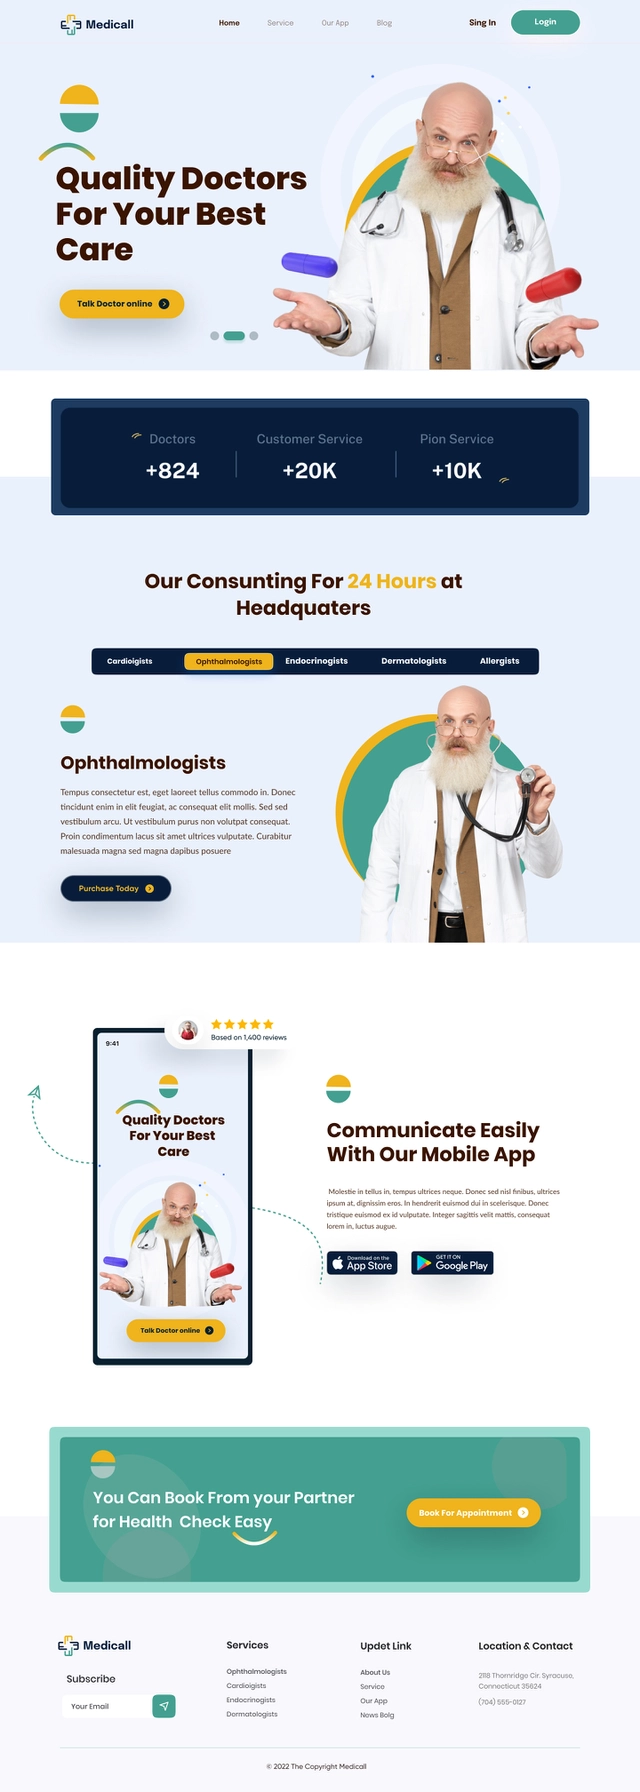 Medicall
Home
Service
Our App
Blog
Sing In
Login
Quality Doctors
For Your Best
Care
Talk Doctor online
Doctors
+824
Customer Service
+20K
Pion Service
+10K
Our Consunting For 24 Hours at
Headquaters
Cardioigists
Ophthalmologists
Endocrinogists
Dermatologists
Allergists
Ophthalmologists
Tempus consectetur est, eget laoreet tellus commodo in. Donec
tincidunt enim in elit feugiat, ac consequat elit mollis. Sed sed
vestibulum arcu. Ut vestibulum purus non volutpat consequat.
Proin condimentum lacus sit amet ultrices vulputate. Curabitur
malesuada magna sed magna dapibus posuere
Purchase Today
Based on 1,400 reviews
9:41
Quality Doctors
For Your Best
Care
Talk Doctor online
Communicate Easily
With Our Mobile App
Molestie in tellus in, tempus ultrices neque. Donec sed nisl finibus, ultrices
ipsum at, dignissim eros. In hendrerit euismod dui in scelerisque. Donec
tristique euismod ex id vulputate. Integer sagittis velit mattis, consequat
lorem in, luctus augue.
Download on the
App Store
GET IT ON
Google Play
You Can Book From your Partner
for Health Check Easy
Book For Appointment
Medicall
Subscribe
Your Email
Services
Ophthalmologists
Cardioigists
Endocrinogists
Dermatologists
Updet Link
About Us
Service
Our App
News Bolg
Location & Contact
2118 Thornridge Cir. Syracuse,
Connecticut 35624
(704) 555-0127
© 2022 The Copyright Medicall